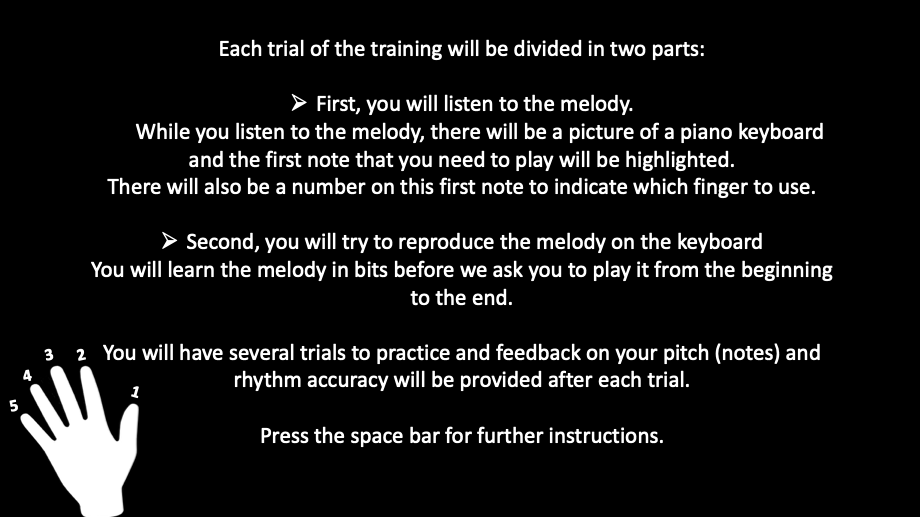 Each trial of the training will be divided in two parts:
➢ First, you will listen to the melody.
While you listen to the melody, there will be a picture of a piano keyboard
and the first note that you need to play will be highlighted.
There will also be a number on this first note to indicate which finger to use.
➢ Second, you will try to reproduce the melody on the keyboard
You will learn the melody in bits before we ask you to play it from the beginning
to the end.
You will have several trials to practice and feedback on your pitch (notes) and
rhythm accuracy will be provided after each trial.
Press the space bar for further instructions.
5
4
3
2
1